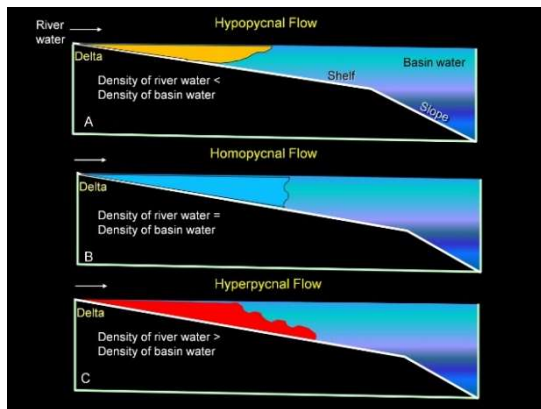 Hypopycnal Flow
River
water
Delta
Basin water
Density of river water <
Density of basin water
Shelf
Slope
A
Homopycnal Flow
Delta
Density of river water =
Density of basin water
B
Hyperpycnal Flow
Delta
Density of river water >
Density of basin water
C